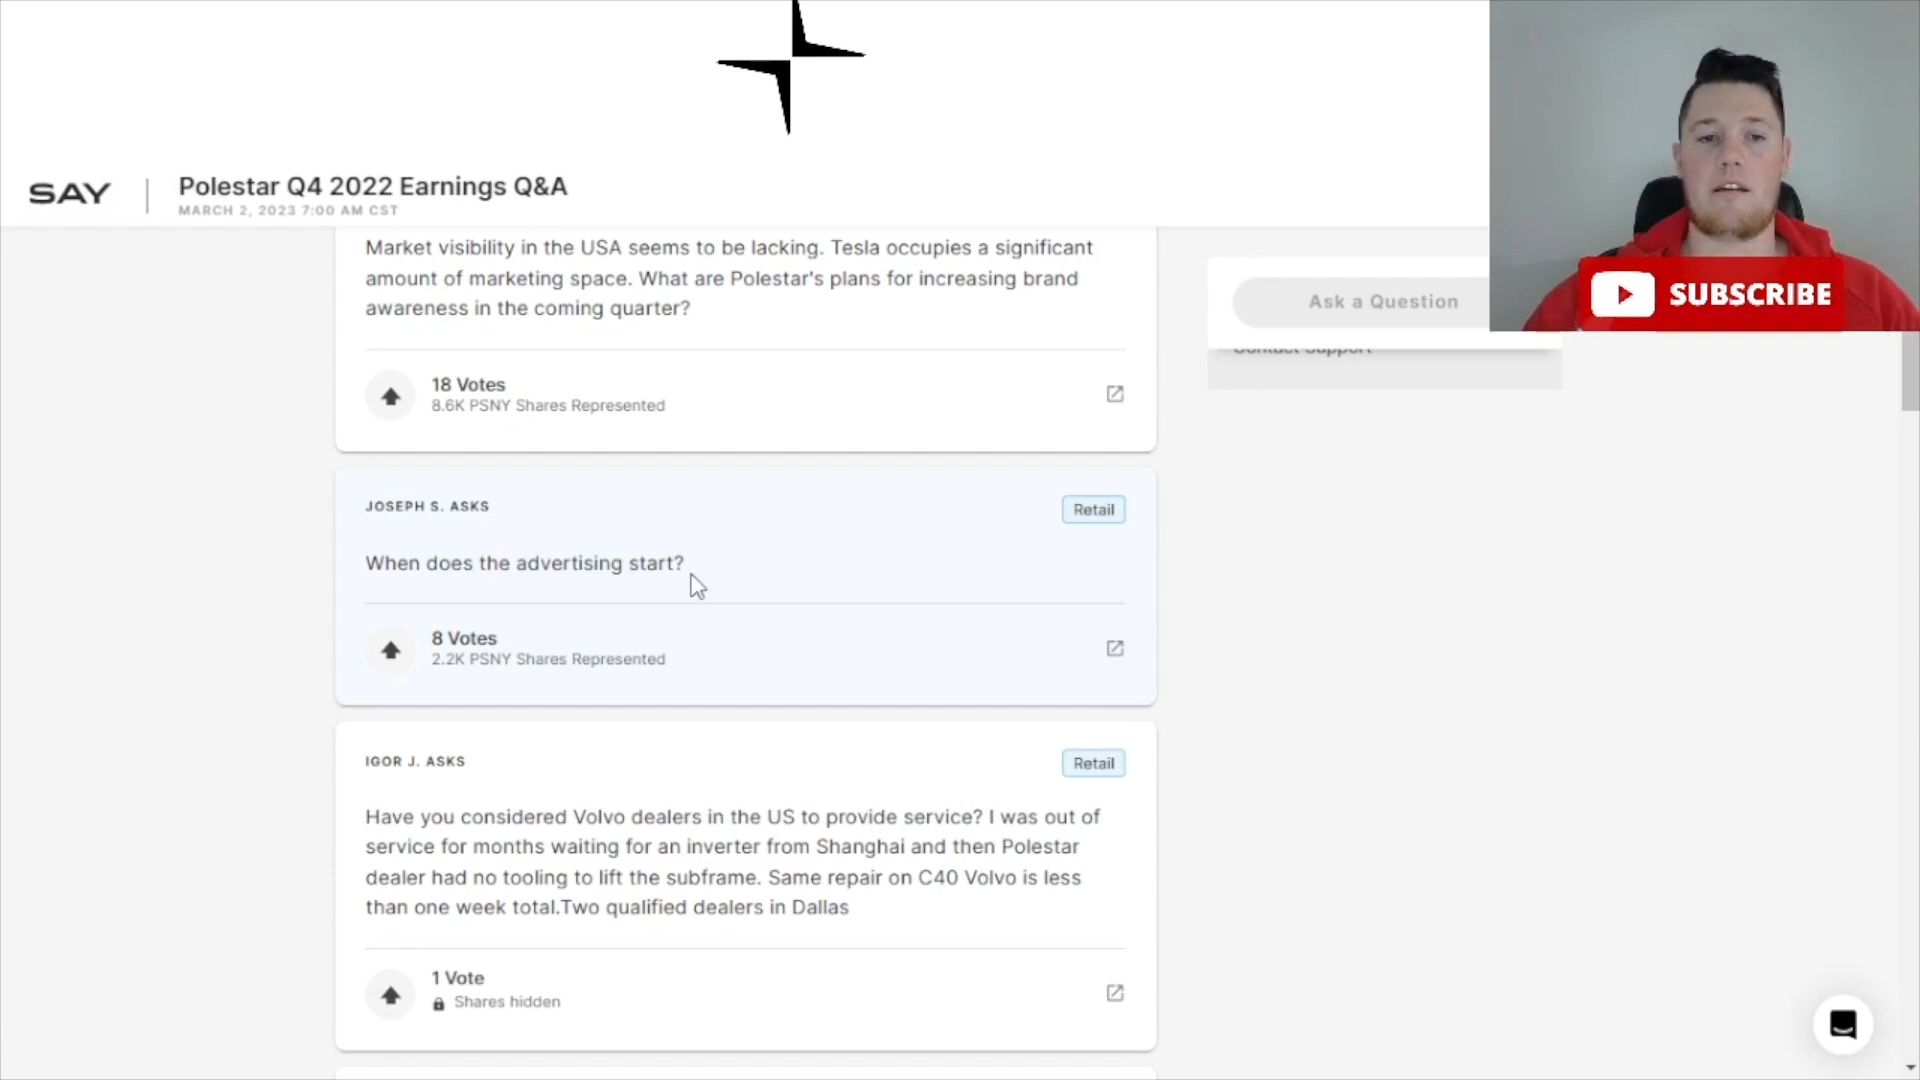 SAY
Polestar Q4 2022 Earnings Q&A
MARCH 2, 2023 7:00 AM CST
Market visibility in the USA seems to be lacking. Tesla occupies a significant
amount of marketing space. What are Polestar's plans for increasing brand
awareness in the coming quarter?
18 Votes
8.6K PSNY Shares Represented
Ask a Question
Contact Support
SUBSCRIBE
JOSEPH S. ASKS
Retail
When does the advertising start?
8 Votes
2.2K PSNY Shares Represented
IGOR J. ASKS
Retail
Have you considered Volvo dealers in the US to provide service? I was out of
service for months waiting for an inverter from Shanghai and then Polestar
dealer had no tooling to lift the subframe. Same repair on C40 Volvo is less
than one week total.Two qualified dealers in Dallas
1 Vote
Shares hidden